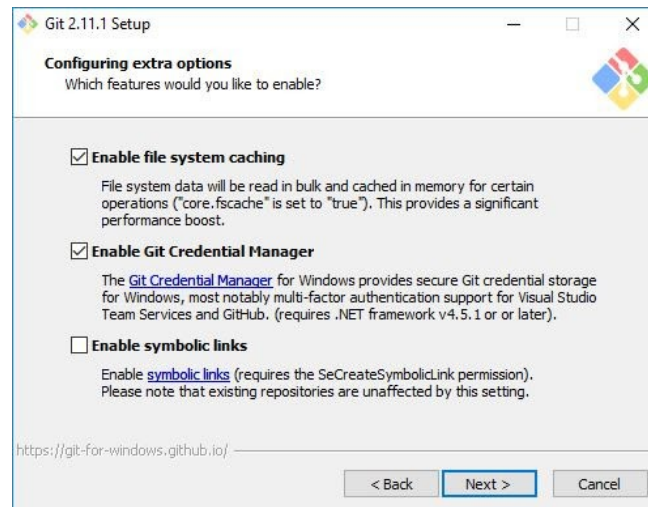 Git 2.11.1 Setup
Configuring extra options
Which features would you like to enable?
Enable file system caching
File system data will be read in bulk and cached in memory for certain
operations ("core.fscache" is set to "true"). This provides a significant
performance boost.
Enable Git Credential Manager
The Git Credential Manager for Windows provides secure Git credential storage
for Windows, most notably multi-factor authentication support for Visual Studio
Team Services and GitHub. (requires .NET framework v4.5.1 or or later).
Enable symbolic links
Enable symbolic links (requires the SeCreateSymbolicLink permission).
Please note that existing repositories are unaffected by this setting.
https://git-for-windows.github.io/
< Back Next > Cancel